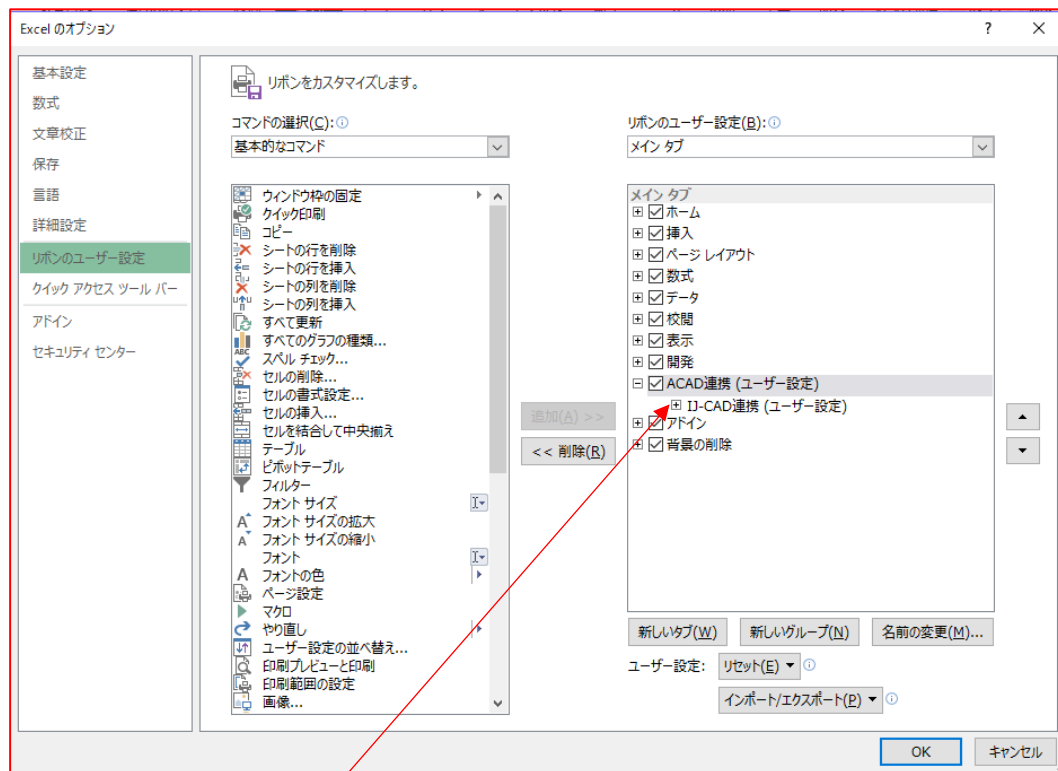 Excel のオプション
? ×
基本設定
数式
文章校正
保存
言語
詳細設定
リボンのユーザー設定
クイック アクセス ツール バー
アドイン
セキュリティ センター
リボンをカスタマイズします。
コマンドの選択(C):
基本的なコマンド
ウィンドウ枠の固定
クイック印刷
コピー
シートの行を削除
シートの行を挿入
シートの列を削除
シートの列を挿入
すべて更新
すべてのグラフの種類...
スペル チェック...
セルの削除...
セルの書式設定...
セルの挿入...
セルを結合して中央揃え
テーブル
ピボットテーブル
フィルター
フォント サイズ
フォント サイズの拡大
フォント サイズの縮小
フォント
フォントの色
ページ設定
マクロ
やり直し
ユーザー設定の並べ替え...
印刷プレビューと印刷
印刷範囲の設定
画像...
追加(A) >>
<< 削除(R)
リボンのユーザー設定(B):
メイン タブ
メイン タブ
ホーム
挿入
ページ レイアウト
数式
データ
校閲
表示
開発
ACAD連携 (ユーザー設定)
IJ-CAD連携 (ユーザー設定)
アドイン
背景の削除
新しいタブ(W) 新しいグループ(N) 名前の変更(M)...
ユーザー設定: リセット(E)
インポート/エクスポート(P)
OK キャンセル